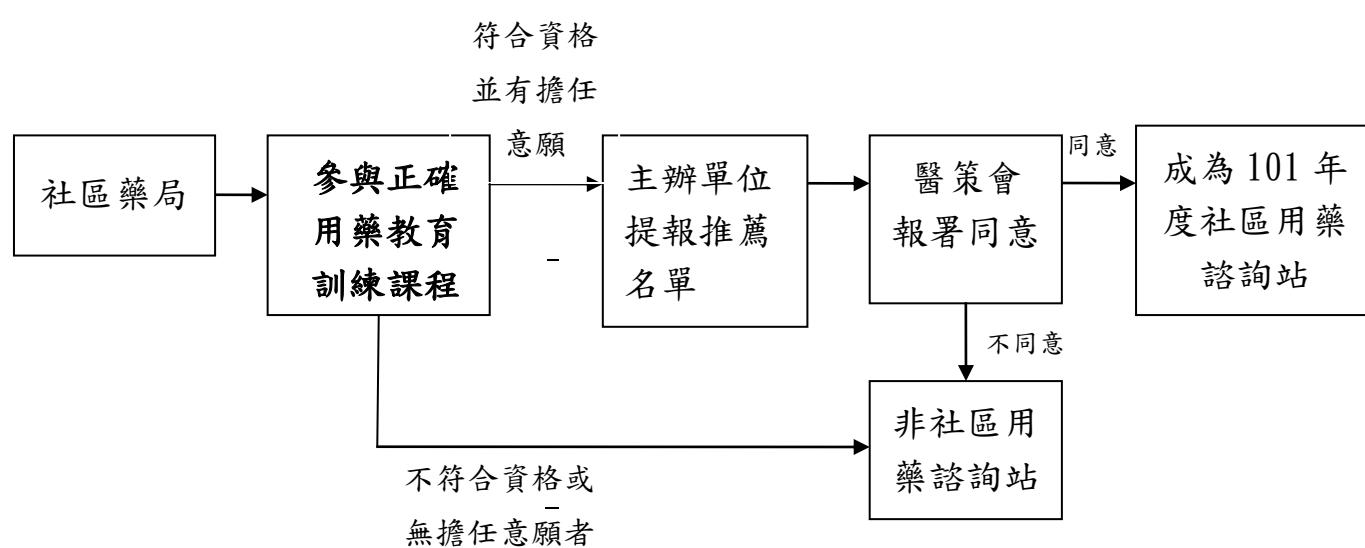 符合資格
並有擔任
意願
社區藥局
參與正確
用藥教育
訓練課程
主辦單位
提報推薦
名單
醫策會
報署同意
同意
成為 101 年
度社區用藥
諮詢站
不同意
非社區用
藥諮詢站
不符合資格或
無擔任意願者